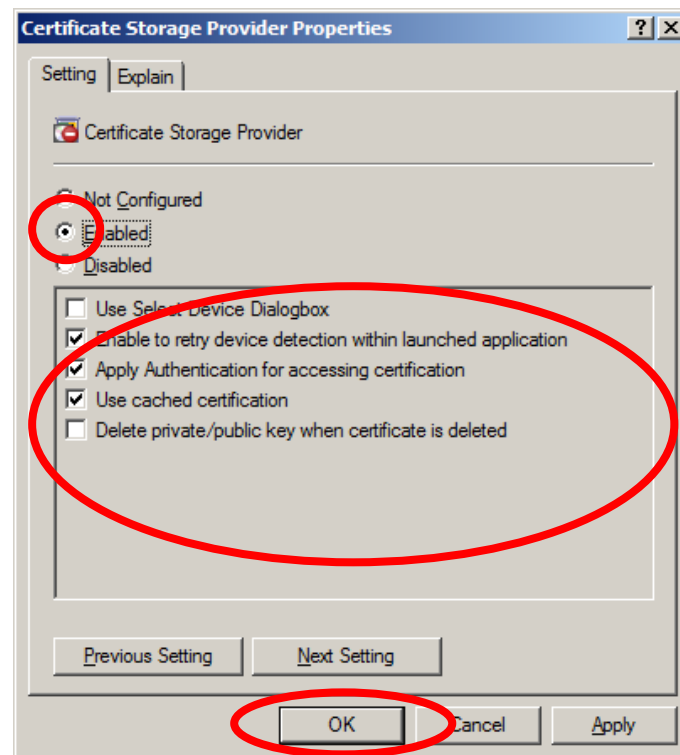 Certificate Storage Provider Properties
Setting
Explain
Certificate Storage Provider
Not Configured
Enabled
Disabled
Use Select Device Dialogbox
Enable to retry device detection within launched application
Apply Authentication for accessing certification
Use cached certification
Delete private/public key when certificate is deleted
Previous Setting
Next Setting
OK
Cancel
Apply